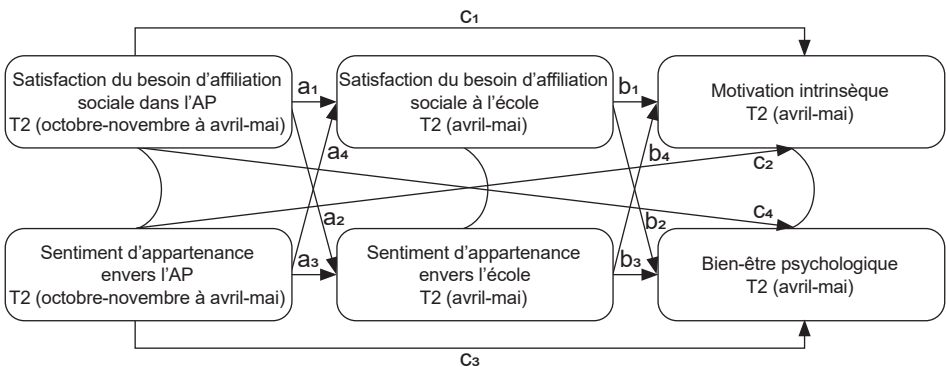 c₁
Satisfaction du besoin d’affiliation
sociale dans l’AP
T2 (octobre-novembre à avril-mai)
a₁
Satisfaction du besoin d’affiliation
sociale à l’école
T2 (avril-mai)
b₁
Motivation intrinsèque
T2 (avril-mai)
a₄
b₄
c₂
a₂
b₂
c₄
Sentiment d’appartenance
envers l’AP
T2 (octobre-novembre à avril-mai)
a₃
Sentiment d’appartenance
envers l’école
T2 (avril-mai)
b₃
Bien-être psychologique
T2 (avril-mai)
c₃